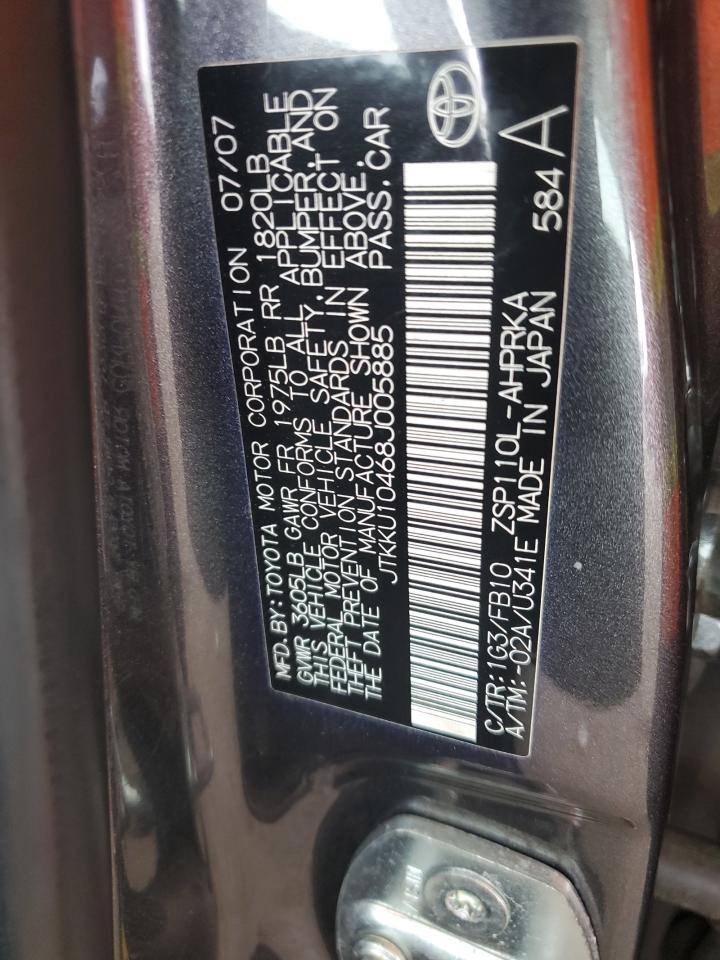 MFD. BY: TOYOTA MOTOR CORPORATION 07/07
GVWR 3605LB GAWR FR 1975LB RR 1820LB
THIS VEHICLE CONFORMS TO ALL APPLICABLE
FEDERAL MOTOR VEHICLE SAFETY, BUMPER, AND
THEFT PREVENTION STANDARDS IN EFFECT ON
THE DATE OF MANUFACTURE SHOWN ABOVE.
JTKKU10468J005885 PASS. CAR
C/TR: 1G3/FB10 ZSP110L-AHPRKA 584 A
A/TM: -02A/U341E MADE IN JAPAN